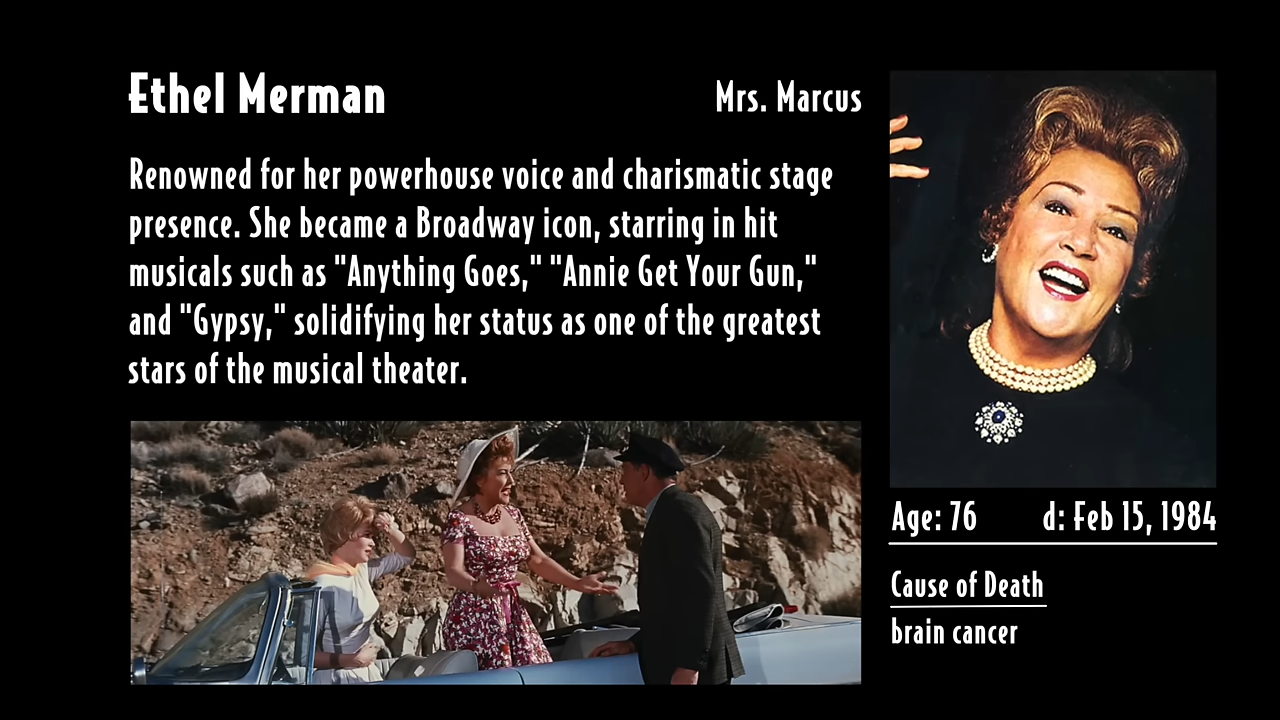 Ethel Merman
Mrs. Marcus
Renowned for her powerhouse voice and charismatic stage
presence. She became a Broadway icon, starring in hit
musicals such as "Anything Goes," "Annie Get Your Gun,"
and "Gypsy," solidifying her status as one of the greatest
stars of the musical theater.
Age: 76
d: Feb 15, 1984
Cause of Death
brain cancer